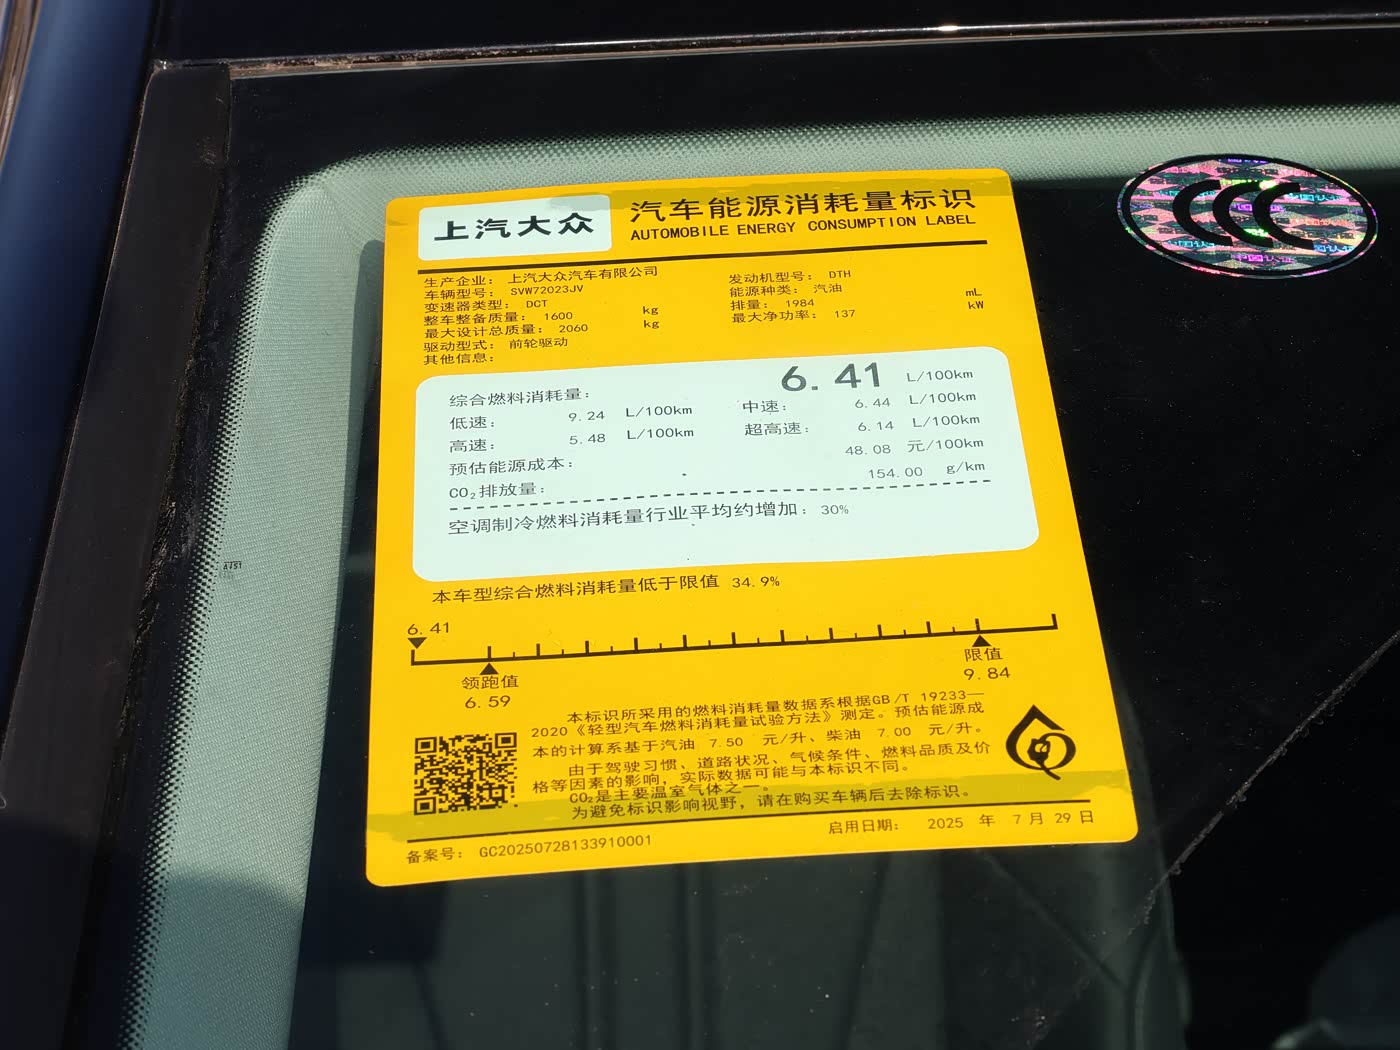 上汽大众
汽车能源消耗量标识
AUTOMOBILE ENERGY CONSUMPTION LABEL
生产企业： 上汽大众汽车有限公司
车辆型号： SVW72023JV
变速器类型： DCT
整车整备质量： 1600 kg
最大设计总质量： 2060 kg
驱动型式： 前轮驱动
其他信息：
发动机型号： DTH
能源种类： 汽油
排量： 1984 mL
最大净功率： 137 kW
综合燃料消耗量： 6.41 L/100km
低速： 9.24 L/100km 中速： 6.44 L/100km
高速： 5.48 L/100km 超高速： 6.14 L/100km
预估能源成本： 48.08 元/100km
CO₂排放量： 154.00 g/km
空调制冷燃料消耗量行业平均约增加：30%
本车型综合燃料消耗量低于限值 34.9%
6.41
领跑值
6.59
限值
9.84
本标识所采用的燃料消耗量数据系根据GB/T 19233—
2020《轻型汽车燃料消耗量试验方法》测定。预估能源成
本的计算系基于汽油 7.50 元/升、柴油 7.00 元/升。
由于驾驶习惯、道路状况、气候条件、燃料品质及价
格等因素的影响，实际数据可能与本标识不同。
CO₂是主要温室气体之一。
为避免标识影响视野，请在购买车辆后去除标识。
备案号： GC20250728133910001
启用日期： 2025 年 7 月 29 日
CCC